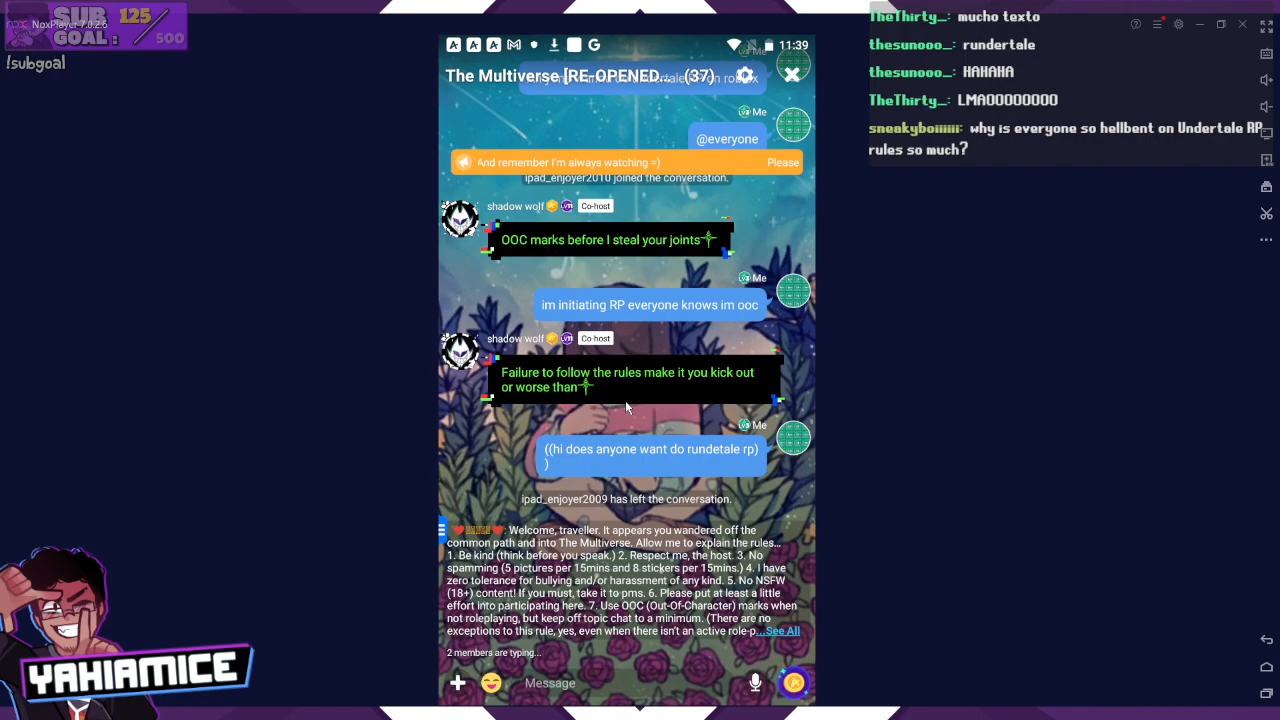 NoxPlayer 7.0.2.6
SUB
GOAL :
125
500
!subgoal
11:39
Me
The Multiverse [RE-OPENED... (37)
Me
@everyone
And remember I'm always watching =)
Please
ipad_enjoyer2010 joined the conversation.
shadow wolf
Co-host
OOC marks before I steal your joints
Me
im initiating RP everyone knows im ooc
shadow wolf
Co-host
Failure to follow the rules make it you kick out
or worse than
Me
((hi does anyone want do rundetale rp)
)
ipad_enjoyer2009 has left the conversation.
: Welcome, traveller. It appears you wandered off the
common path and into The Multiverse. Allow me to explain the rules...
1. Be kind (think before you speak.) 2. Respect me, the host. 3. No
spamming (5 pictures per 15mins and 8 stickers per 15mins.) 4. I have
zero tolerance for bullying and/or harassment of any kind. 5. No NSFW
(18+) content! If you must, take it to pms. 6. Please put at least a little
effort into participating here. 7. Use OOC (Out-Of-Character) marks when
not roleplaying, but keep off topic chat to a minimum. (There are no
exceptions to this rule, yes, even when there isn't an active role-p...See All
2 members are typing...
Message
TheThirty_: mucho texto
thesunooo_: rundertale
thesunooo_: HAHAHA
TheThirty_: LMAOOOOOOOO
sneakyboiiiiii: why is everyone so hellbent on Undertale RP
rules so much?
YAHIAMICE